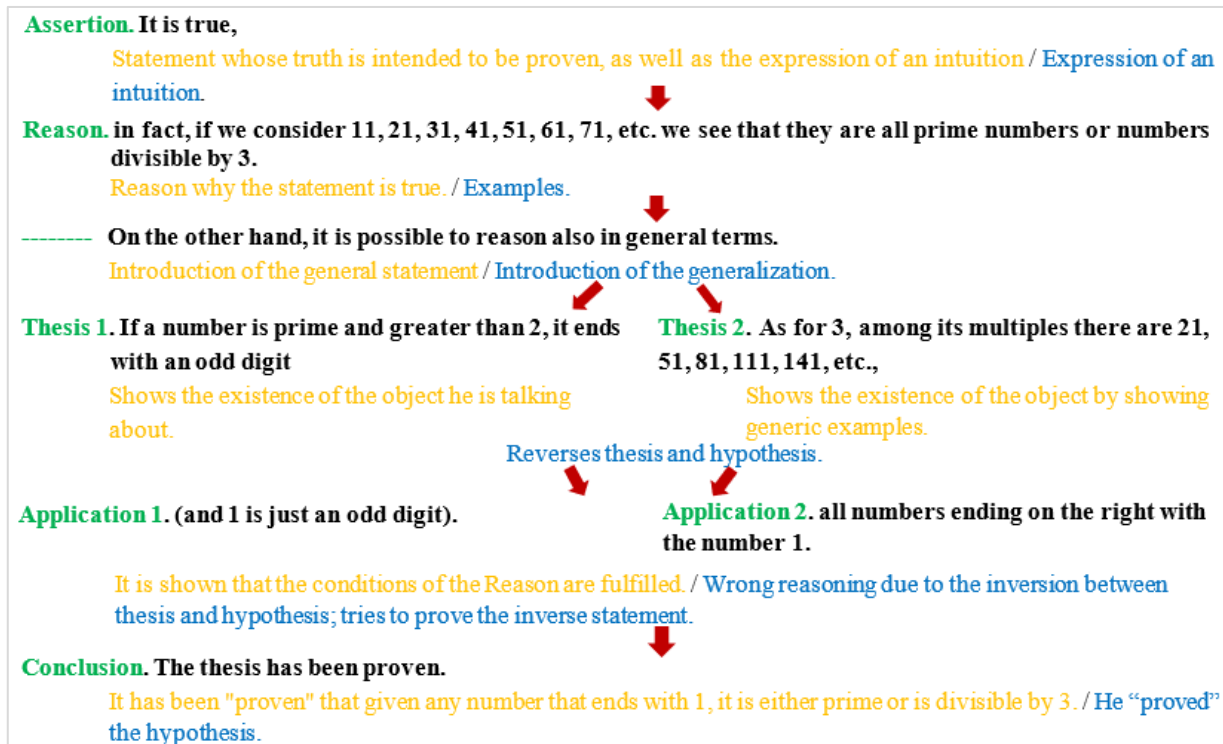 Assertion. It is true,
Statement whose truth is intended to be proven, as well as the expression of an intuition / Expression of an
intuition.
Reason. in fact, if we consider 11, 21, 31, 41, 51, 61, 71, etc. we see that they are all prime numbers or numbers
divisible by 3.
Reason why the statement is true. / Examples.
-------- On the other hand, it is possible to reason also in general terms.
Introduction of the general statement / Introduction of the generalization.
Thesis 1. If a number is prime and greater than 2, it ends
with an odd digit
Shows the existence of the object he is talking
about.
Thesis 2. As for 3, among its multiples there are 21,
51, 81, 111, 141, etc.,
Shows the existence of the object by showing
generic examples.
Reverses thesis and hypothesis.
Application 1. (and 1 is just an odd digit).
Application 2. all numbers ending on the right with
the number 1.
It is shown that the conditions of the Reason are fulfilled. / Wrong reasoning due to the inversion between
thesis and hypothesis; tries to prove the inverse statement.
Conclusion. The thesis has been proven.
It has been "proven" that given any number that ends with 1, it is either prime or is divisible by 3. / He “proved”
the hypothesis.